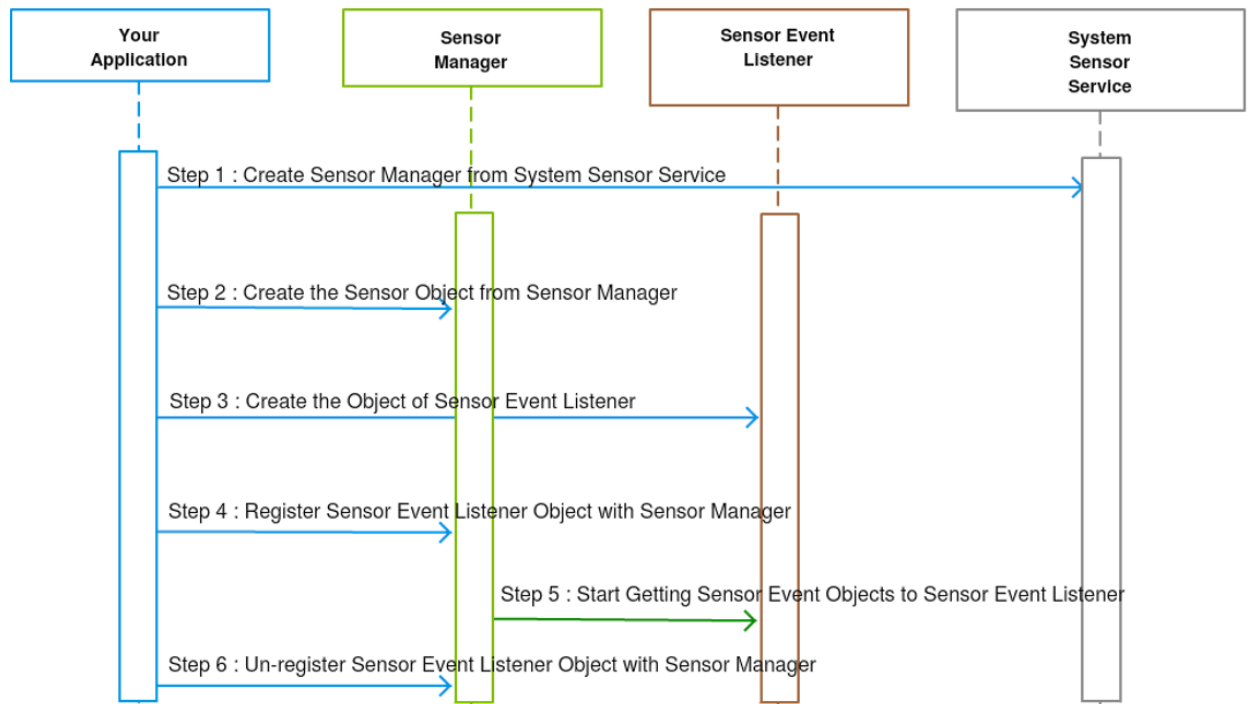 Your
Application
Sensor
Manager
Sensor Event
Listener
System
Sensor
Service
Step 1 : Create Sensor Manager from System Sensor Service
Step 2 : Create the Sensor Object from Sensor Manager
Step 3 : Create the Object of Sensor Event Listener
Step 4 : Register Sensor Event Listener Object with Sensor Manager
Step 5 : Start Getting Sensor Event Objects to Sensor Event Listener
Step 6 : Un-register Sensor Event Listener Object with Sensor Manager